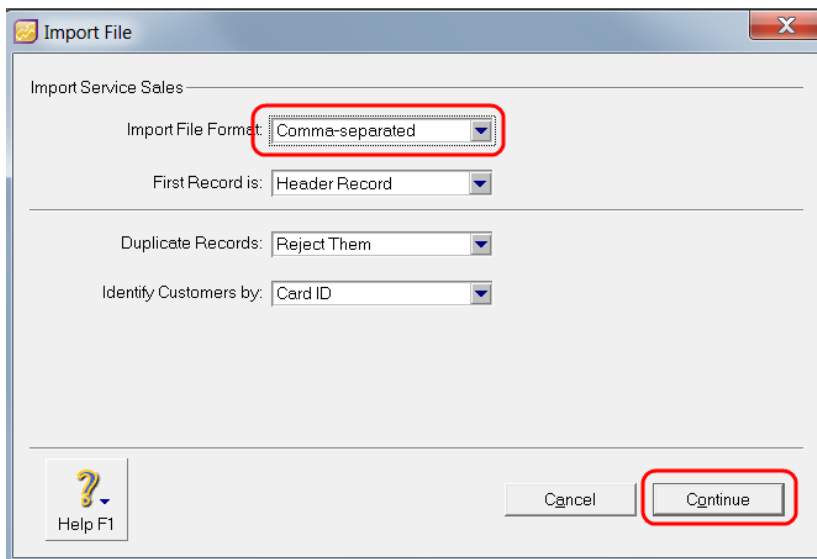 Import File
Import Service Sales
Import File Format: Comma-separated
First Record is: Header Record
Duplicate Records: Reject Them
Identify Customers by: Card ID
Help F1
Cancel
Continue